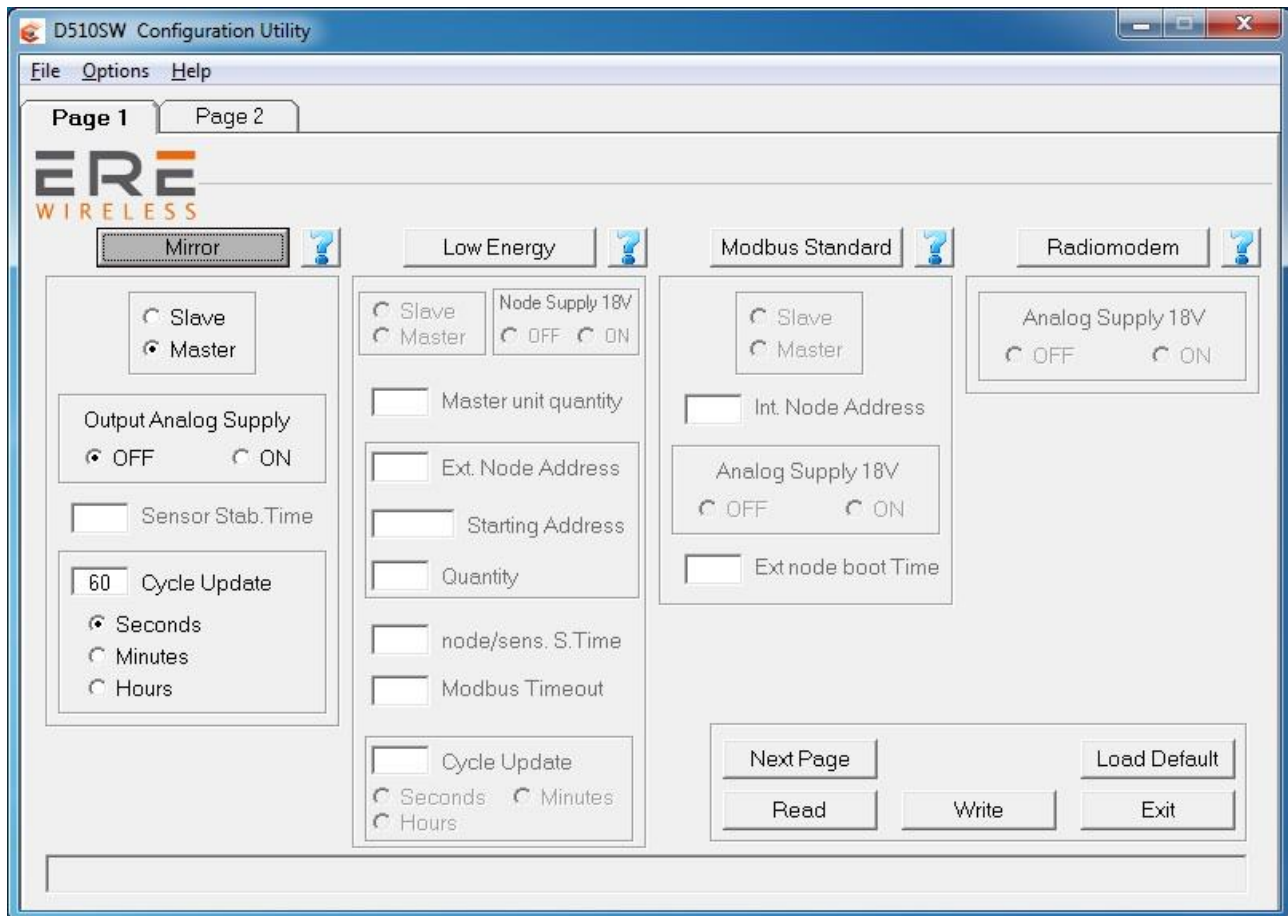 D510SW Configuration Utility
File Options Help
Page 1 Page 2
ERE
WIRELESS
Mirror ? Low Energy ? Modbus Standard ? Radiomodem ?
Slave
Master
Output Analog Supply
OFF ON
Sensor Stab.Time
60 Cycle Update
Seconds
Minutes
Hours
Slave
Master
Node Supply 18V
OFF ON
Master unit quantity
Ext. Node Address
Starting Address
Quantity
node/sens. S.Time
Modbus Timeout
Cycle Update
Seconds Minutes
Hours
Slave
Master
Int. Node Address
Analog Supply 18V
OFF ON
Ext node boot Time
Analog Supply 18V
OFF ON
Next Page Load Default
Read Write Exit